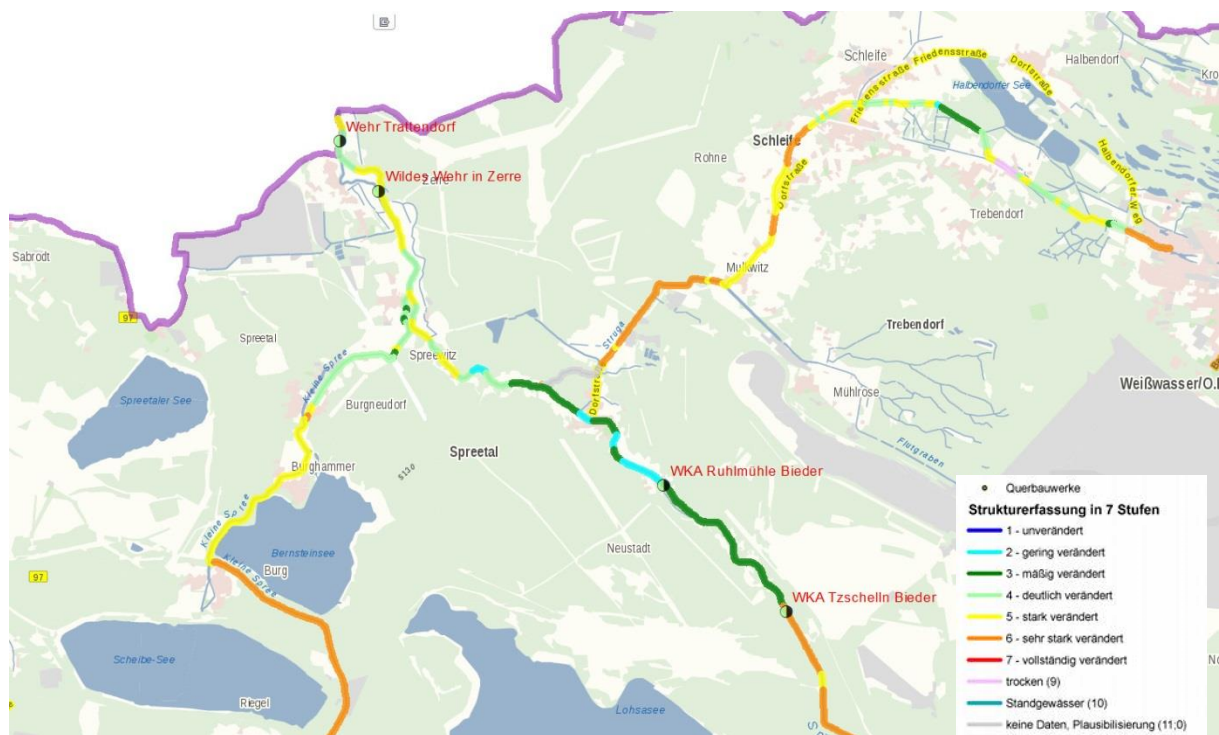 Schleife
Friedensstraße Friedensstraße
Dorfstraße
Halbendorf
Halbendorfer See
Wehr Trattendorf
Rohne
Schleife
Wildes Wehr in Zerre
Zerre
Dorfstraße
Halbendorfer Weg
Trebendorf
Sabrodt
97
Mulkwitz
Spreetal
Kleine Spree
Spreewitz
Struga
Trebendorf
Dorfstra
Mühlrose
Weißwasser/O.
Spreetaler See
Burgneudorf
Flutgraben
Spreetal
S130
Burghammer
WKA Ruhlmühle Bieder
Kleine Spree
Bernsteinsee
Neustadt
Kleine Spree
Burg
97
WKA Tzschelln Bieder
Scheibe-See
Riegel
Lohsasee
Querbauwerke
Strukturerfassung in 7 Stufen
1 - unverändert
2 - gering verändert
3 - mäßig verändert
4 - deutlich verändert
5 - stark verändert
6 - sehr stark verändert
7 - vollständig verändert
trocken (9)
Standgewässer (10)
keine Daten, Plausibilisierung (11;0)